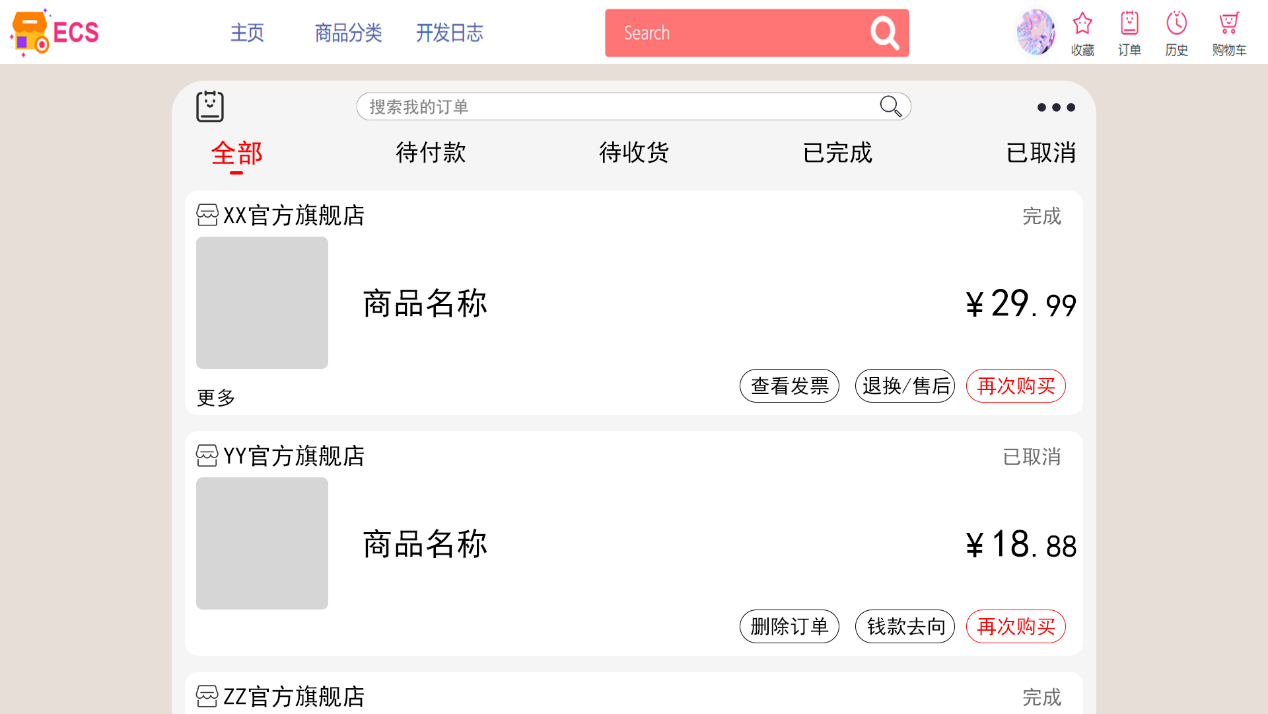 ECS 主页 商品分类 开发日志 Search 收藏 订单 历史 购物车
搜索我的订单
全部 待付款 待收货 已完成 已取消
XX官方旗舰店 完成
商品名称 ¥29.99
更多 查看发票 退换/售后 再次购买
YY官方旗舰店 已取消
商品名称 ¥18.88
删除订单 钱款去向 再次购买
ZZ官方旗舰店 完成